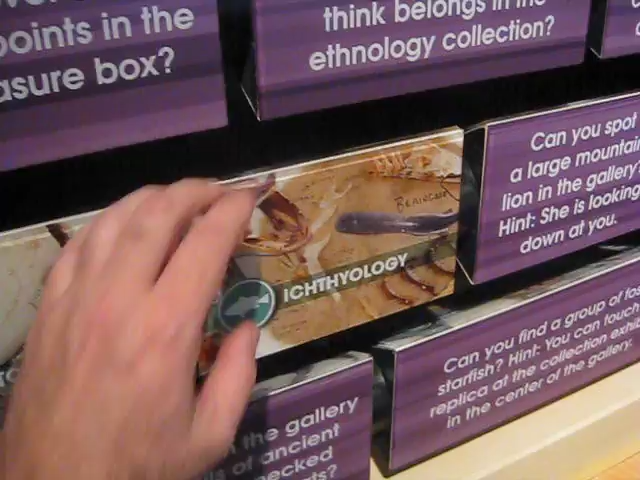 points in the
asure box?
think belongs in the
ethnology collection?
Can you spot
a large mountain
lion in the gallery?
Hint: She is looking
down at you.
ICHTHYOLOGY
Can you find a group of fos
starfish? Hint: You can touch
replica at the collection exhi
in the center of the gallery.
the gallery
of ancient
necked